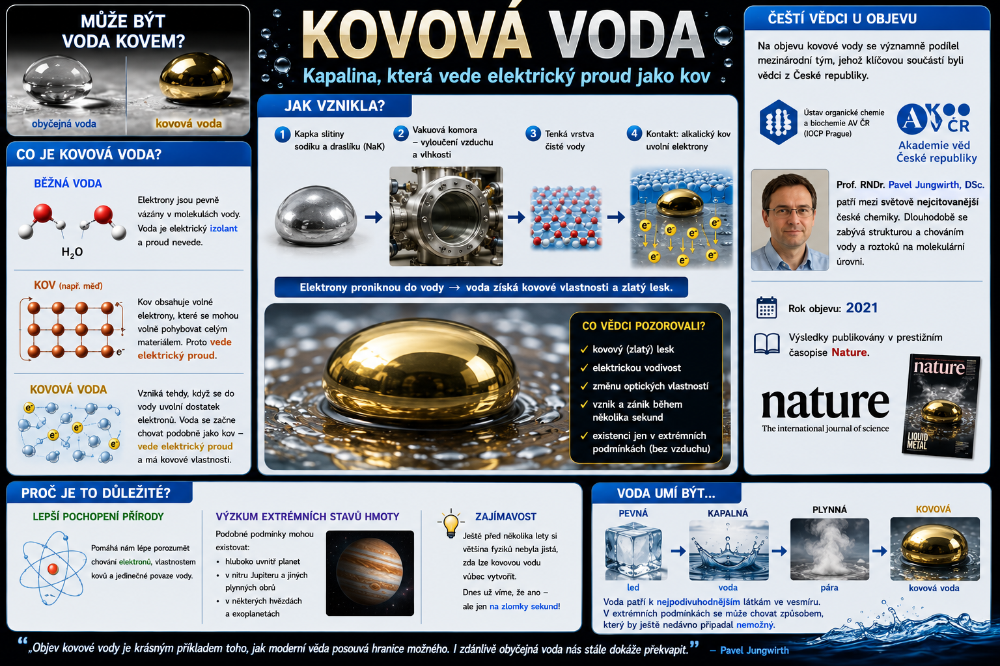 MŮŽE BÝT
VODA KOVEM?
obyčejná voda
kovová voda
KOVOVÁ VODA
Kapalina, která vede elektrický proud jako kov
CO JE KOVOVÁ VODA?
BĚŽNÁ VODA
H₂O
Elektrony jsou pevně
vázány v molekulách vody.
Voda je elektrický izolant
a proud nevede.
KOV (např. měď)
e⁻
Kov obsahuje volné
elektrony, které se mohou
volně pohybovat celým
materiálem. Proto vede
elektrický proud.
KOVOVÁ VODA
e⁻
e⁻
e⁻
e⁻
Vzniká tehdy, když se do
vody uvolní dostatek
elektronů. Voda se začne
chovat podobně jako kov –
vede elektrický proud
a má kovové vlastnosti.
JAK VZNIKLA?
1 Kapka slitiny
sodíku a draslíku (NaK)
2 Vakuová komora
– vyloučení vzduchu
a vlhkosti
3 Tenká vrstva
čisté vody
4 Kontakt: alkalický kov
uvolní elektrony
e⁻
e⁻
e⁻
e⁻
e⁻
e⁻
e⁻
Elektrony proniknou do vody → voda získá kovové vlastnosti a zlatý lesk.
CO VĚDCI POZOROVALI?
✓ kovový (zlatý) lesk
✓ elektrickou vodivost
✓ změnu optických vlastností
✓ vznik a zánik během
několika sekund
✓ existenci jen v extrémních
podmínkách (bez vzduchu)
ČEŠTÍ VĚDCI U OBJEVU
Na objevu kovové vody se významně podílel
mezinárodní tým, jehož klíčovou součástí byli
vědci z České republiky.
Ústav organické chemie
a biochemie AV ČR
(IOCP Prague)
AV ČR
Akademie věd
České republiky
Prof. RNDr. Pavel Jungwirth, DSc.
patří mezi světově nejcitovanější
české chemiky. Dlouhodobě se
zabývá strukturou a chováním
vody a roztoků na molekulární
úrovni.
Rok objevu: 2021
Výsledky publikovány v prestižním
časopise Nature.
nature
The international journal of science
nature
LIQUID
METAL
PROČ JE TO DŮLEŽITÉ?
LEPŠÍ POCHOPENÍ PŘÍRODY
Pomáhá nám lépe porozumět
chování elektronů, vlastnostem
kovů a jedinečné povaze vody.
VÝZKUM EXTRÉMNÍCH STAVŮ HMOTY
Podobné podmínky mohou
existovat:
• hluboko uvnitř planet
• v nitru Jupiteru a jiných
plynných obrů
• v některých hvězdách
a exoplanetách
ZAJÍMAVOST
Ještě před několika lety si
většina fyziků nebyla jistá,
zda lze kovovou vodu
vůbec vytvořit.
Dnes už víme, že ano –
ale jen na zlomky sekund!
VODA UMÍ BÝT...
PEVNÁ
led
KAPALNÁ
voda
PLYNNÁ
pára
KOVOVÁ
kovová voda
Voda patří k nejpodivuhodnějším látkám ve vesmíru.
V extrémních podmínkách se může chovat způsobem,
který by ještě nedávno připadal nemožný.
“„Objev kovové vody je krásným příkladem toho, jak moderní věda posouvá hranice možného. I zdánlivě obyčejná voda nás stále dokáže překvapit.” – Pavel Jungwirth